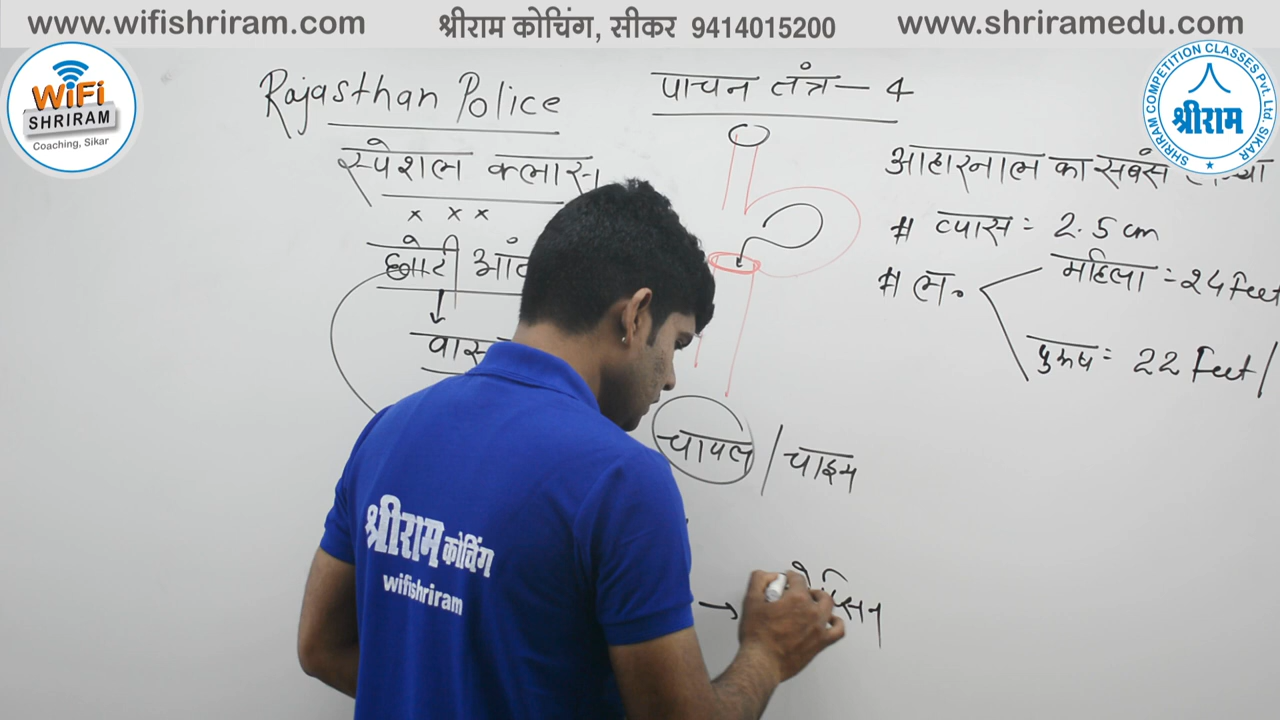 www.wifishriram.com श्रीराम कोचिंग, सीकर 9414015200 www.shriramedu.com
WiFi
SHRIRAM
Coaching, Sikar
SHRIRAM COMPETITION CLASSES Pvt. Ltd. SIKAR
श्रीराम
Rajasthan Police
स्पेशल क्लास
x x x
छोटी
पाचन तंत्र - 4
आहारनाल का सबसे
# व्यास = 2.5 cm
# ल.
महिला = 24 Feet
पुरूष = 22 Feet
चायल / चाइम
श्रीराम कोचिंग
wifishriram